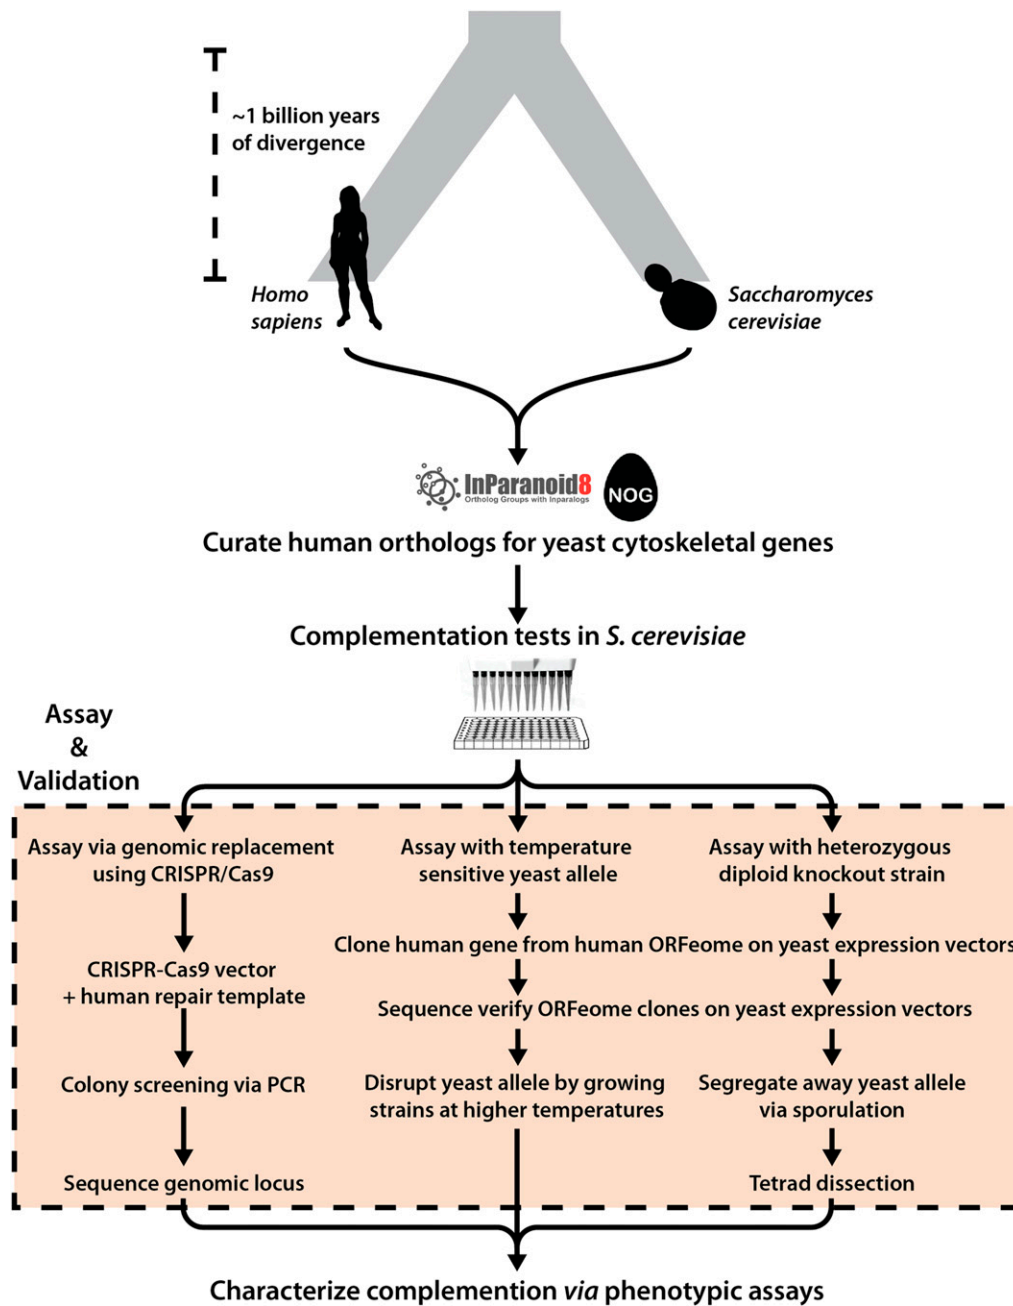 ~1 billion years
of divergence
Homo
sapiens
Saccharomyces
cerevisiae
InParanoid8
Ortholog Groups with Inparalogs
NOG
Curate human orthologs for yeast cytoskeletal genes
Complementation tests in S. cerevisiae
Assay
&
Validation
Assay via genomic replacement
using CRISPR/Cas9
CRISPR-Cas9 vector
+ human repair template
Colony screening via PCR
Sequence genomic locus
Assay with temperature
sensitive yeast allele
Assay with heterozygous
diploid knockout strain
Clone human gene from human ORFeome on yeast expression vectors
Sequence verify ORFeome clones on yeast expression vectors
Disrupt yeast allele by growing
strains at higher temperatures
Segregate away yeast allele
via sporulation
Tetrad dissection
Characterize complemention via phenotypic assays